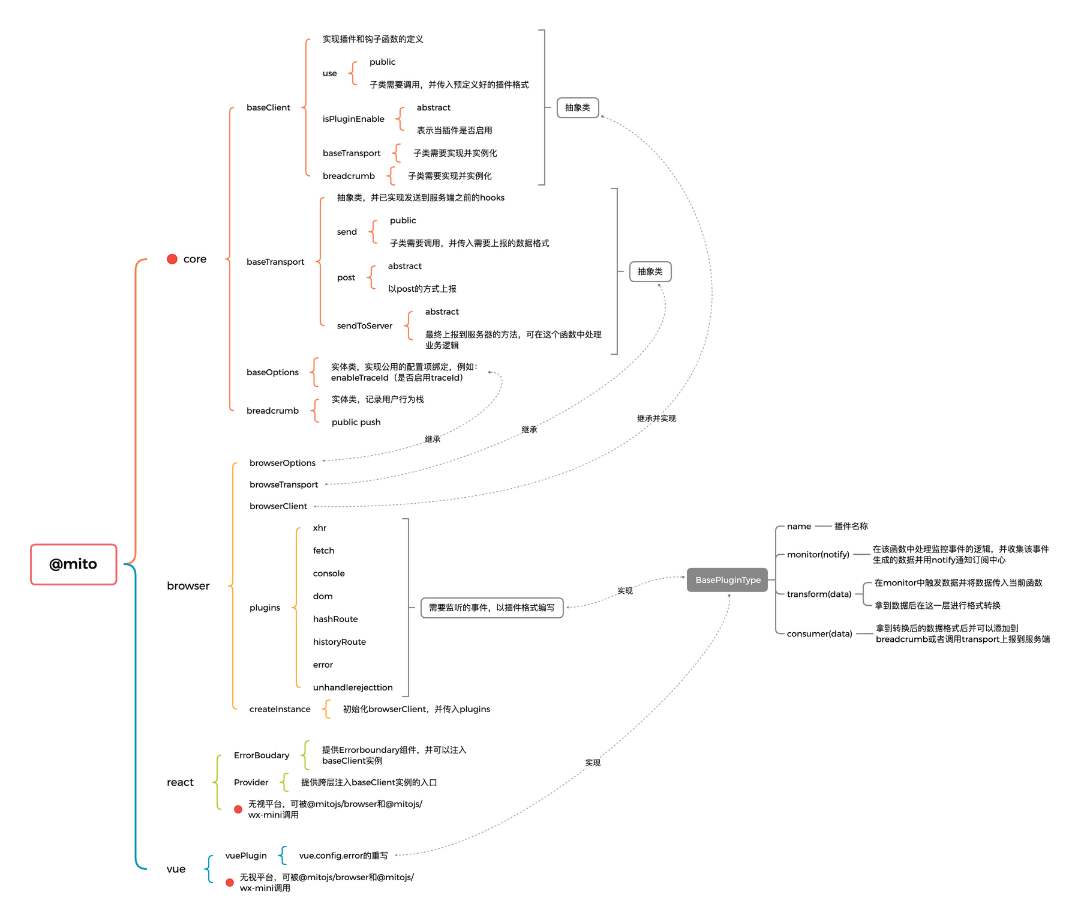 @mito
core
baseClient
实现插件和钩子函数的定义
use
public
子类需要调用，并传入预定义好的插件格式
isPluginEnable
abstract
表示当插件是否启用
baseTransport
子类需要实现并实例化
breadcrumb
子类需要实现并实例化
抽象类
baseTransport
抽象类，并已实现发送到服务端之前的hooks
send
public
子类需要调用，并传入需要上报的数据格式
post
abstract
以post的方式上报
sendToServer
abstract
最终上报到服务器的方法，可在这个函数中处理
业务逻辑
抽象类
baseOptions
实体类，实现公用的配置项绑定，例如：
enableTraceId（是否启用traceId）
breadcrumb
实体类，记录用户行为栈
public push
继承
继承
继承并实现
browser
browserOptions
browseTransport
browserClient
plugins
xhr
fetch
console
dom
hashRoute
historyRoute
error
unhandlerejecttion
需要监听的事件，以插件格式编写
实现
BasePluginType
name
插件名称
monitor(notify)
在该函数中处理监控事件的逻辑，并收集该事件
生成的数据并用notify通知订阅中心
transform(data)
在monitor中触发数据并将数据传入当前函数
拿到数据后在这一层进行格式转换
consumer(data)
拿到转换后的数据格式后并可以添加到
breadcrumb或者调用transport上报到服务端
createInstance
初始化browserClient，并传入plugins
react
ErrorBoudary
提供Errorboundary组件，并可以注入
baseClient实例
Provider
提供跨层注入baseClient实例的入口
无视平台，可被@mitojs/browser和@mitojs/
wx-mini调用
实现
vue
vuePlugin
vue.config.error的重写
无视平台，可被@mitojs/browser和@mitojs/
wx-mini调用